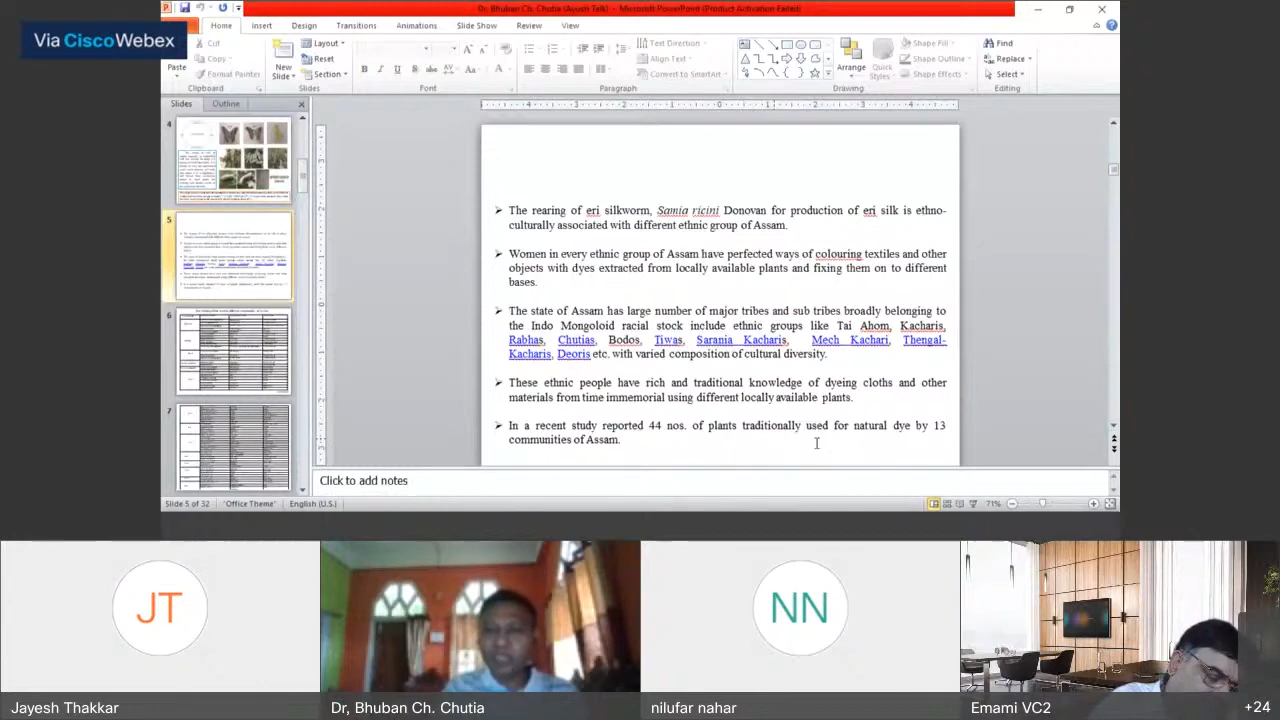 Dr. Bhuban Ch. Chutia (Ayush Talk) - Microsoft PowerPoint (Product Activation Failed)
Via CiscoWebex
Home Insert Design Transitions Animations Slide Show Review View
Cut
Copy
Format Painter
Paste
Clipboard
New
Slide
Layout
Reset
Section
Slides
Font
Text Direction
Align Text
Convert to SmartArt
Paragraph
Arrange
Quick
Styles
Shape Fill
Shape Outline
Shape Effects
Drawing
Find
Replace
Select
Editing
Slides Outline
4
5
6
7
The rearing of eri silkworm, Samia ricini Donovan for production of eri silk is ethno-
culturally associated with different ethnic group of Assam.
Women in every ethnic group of Assam have perfected ways of colouring textiles and other
objects with dyes extracted from locally available plants and fixing them onto different
bases.
The state of Assam has large number of major tribes and sub tribes broadly belonging to
the Indo Mongoloid racial stock include ethnic groups like Tai Ahom Kacharis,
Rabhas, Chutias, Bodos, Tiwas, Sarania Kacharis, Mech Kachari, Thengal-
Kacharis, Deoris etc. with varied composition of cultural diversity.
These ethnic people have rich and traditional knowledge of dyeing cloths and other
materials from time immemorial using different locally available plants.
In a recent study reported 44 nos. of plants traditionally used for natural dye by 13
communities of Assam.
Click to add notes
Slide 5 of 32 "Office Theme" English (U.S.) 71%
JT
NN
Jayesh Thakkar
Dr, Bhuban Ch. Chutia
nilufar nahar
Emami VC2
+24